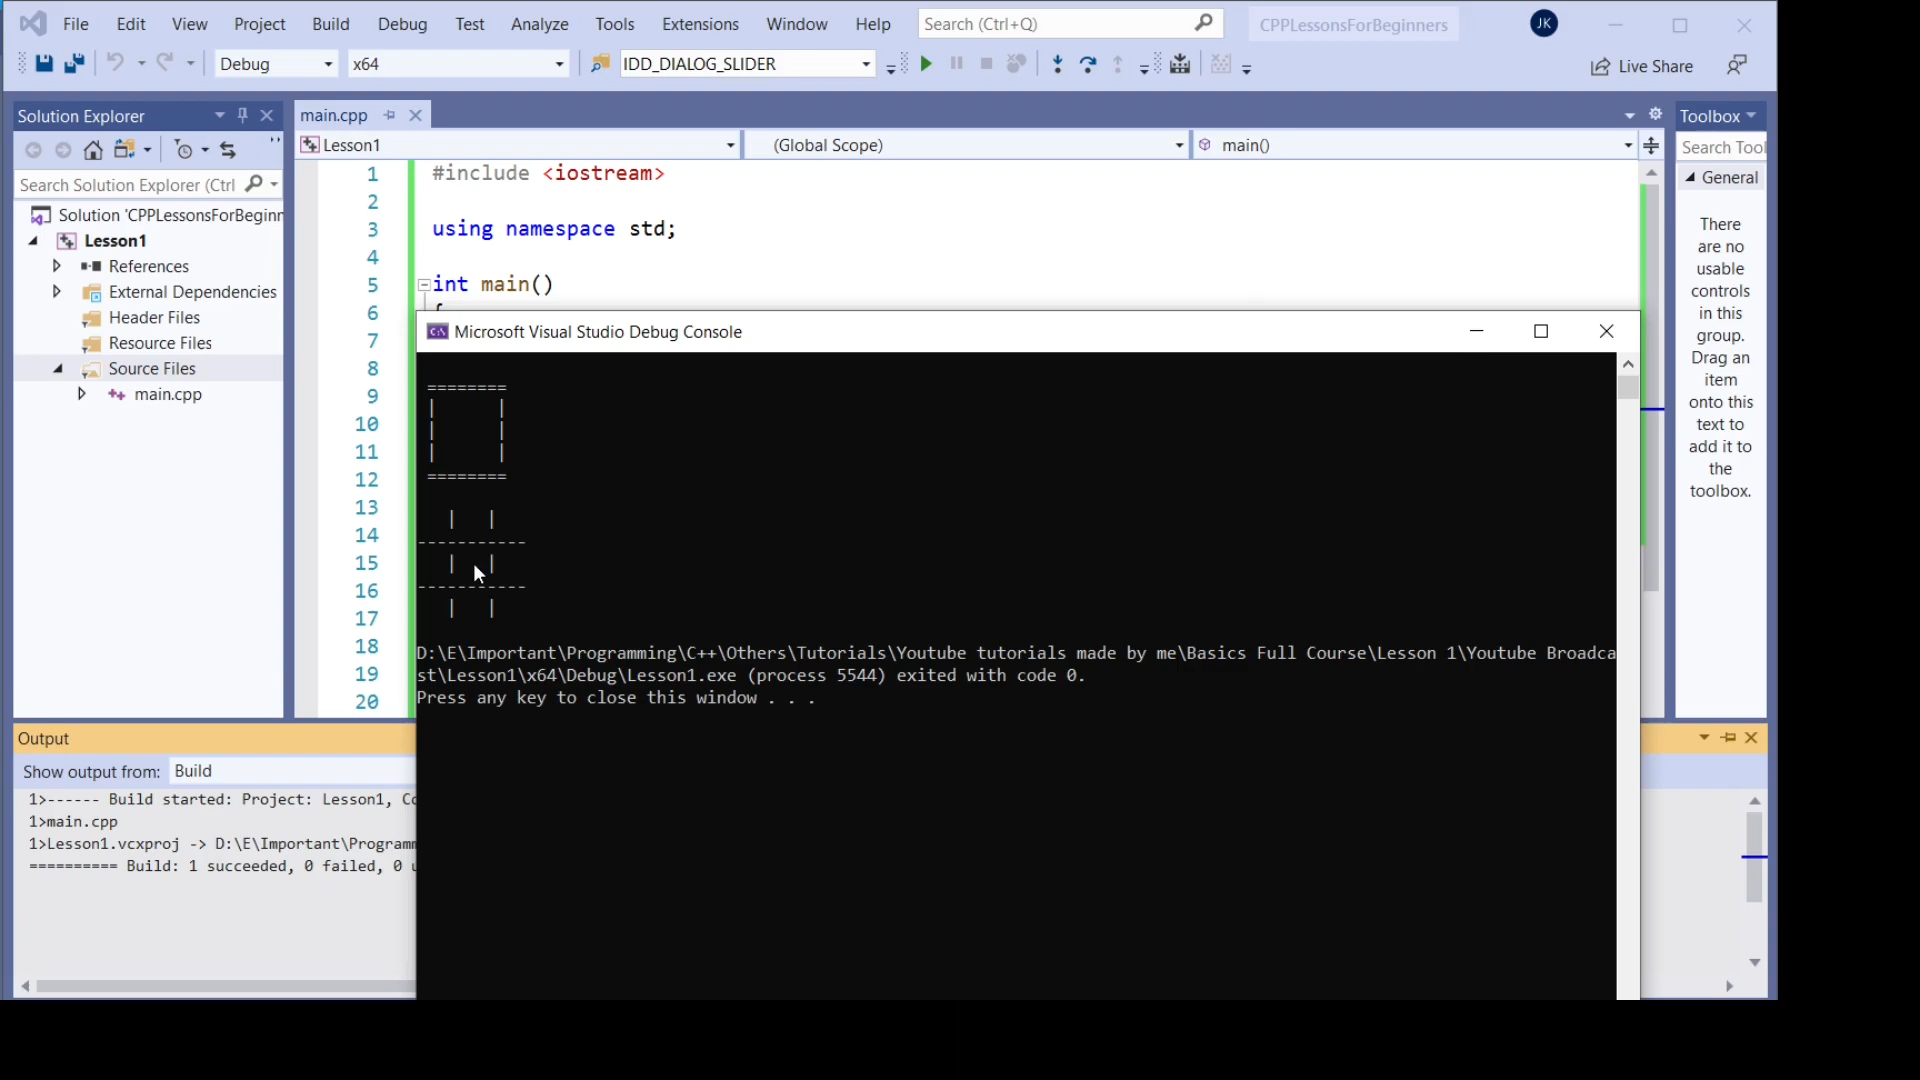 File Edit View Project Build Debug Test Analyze Tools Extensions Window Help Search (Ctrl+Q) CPPLessonsForBeginners JK
Debug x64 IDD_DIALOG_SLIDER Live Share
Solution Explorer
Search Solution Explorer (Ctrl
Solution 'CPPLessonsForBeginn
Lesson1
References
External Dependencies
Header Files
Resource Files
Source Files
main.cpp
main.cpp
Lesson1 (Global Scope) main()
1 #include <iostream>
2
3 using namespace std;
4
5 int main()
6 {
7
8
9
10
11
12
13
14
15
16
17
18
19
20
Microsoft Visual Studio Debug Console
========
|      |
|      |
|      |
========
   |   |
-----------
   |   |
-----------
   |   |
D:\E\Important\Programming\C++\Others\Tutorials\Youtube tutorials made by me\Basics Full Course\Lesson 1\Youtube Broadca
st\Lesson1\x64\Debug\Lesson1.exe (process 5544) exited with code 0.
Press any key to close this window . . .
Toolbox
Search Tool
General
There
are no
usable
controls
in this
group.
Drag an
item
onto this
text to
add it to
the
toolbox.
Output
Show output from: Build
1>------ Build started: Project: Lesson1, Co
1>main.cpp
1>Lesson1.vcxproj -> D:\E\Important\Programm
========== Build: 1 succeeded, 0 failed, 0 u